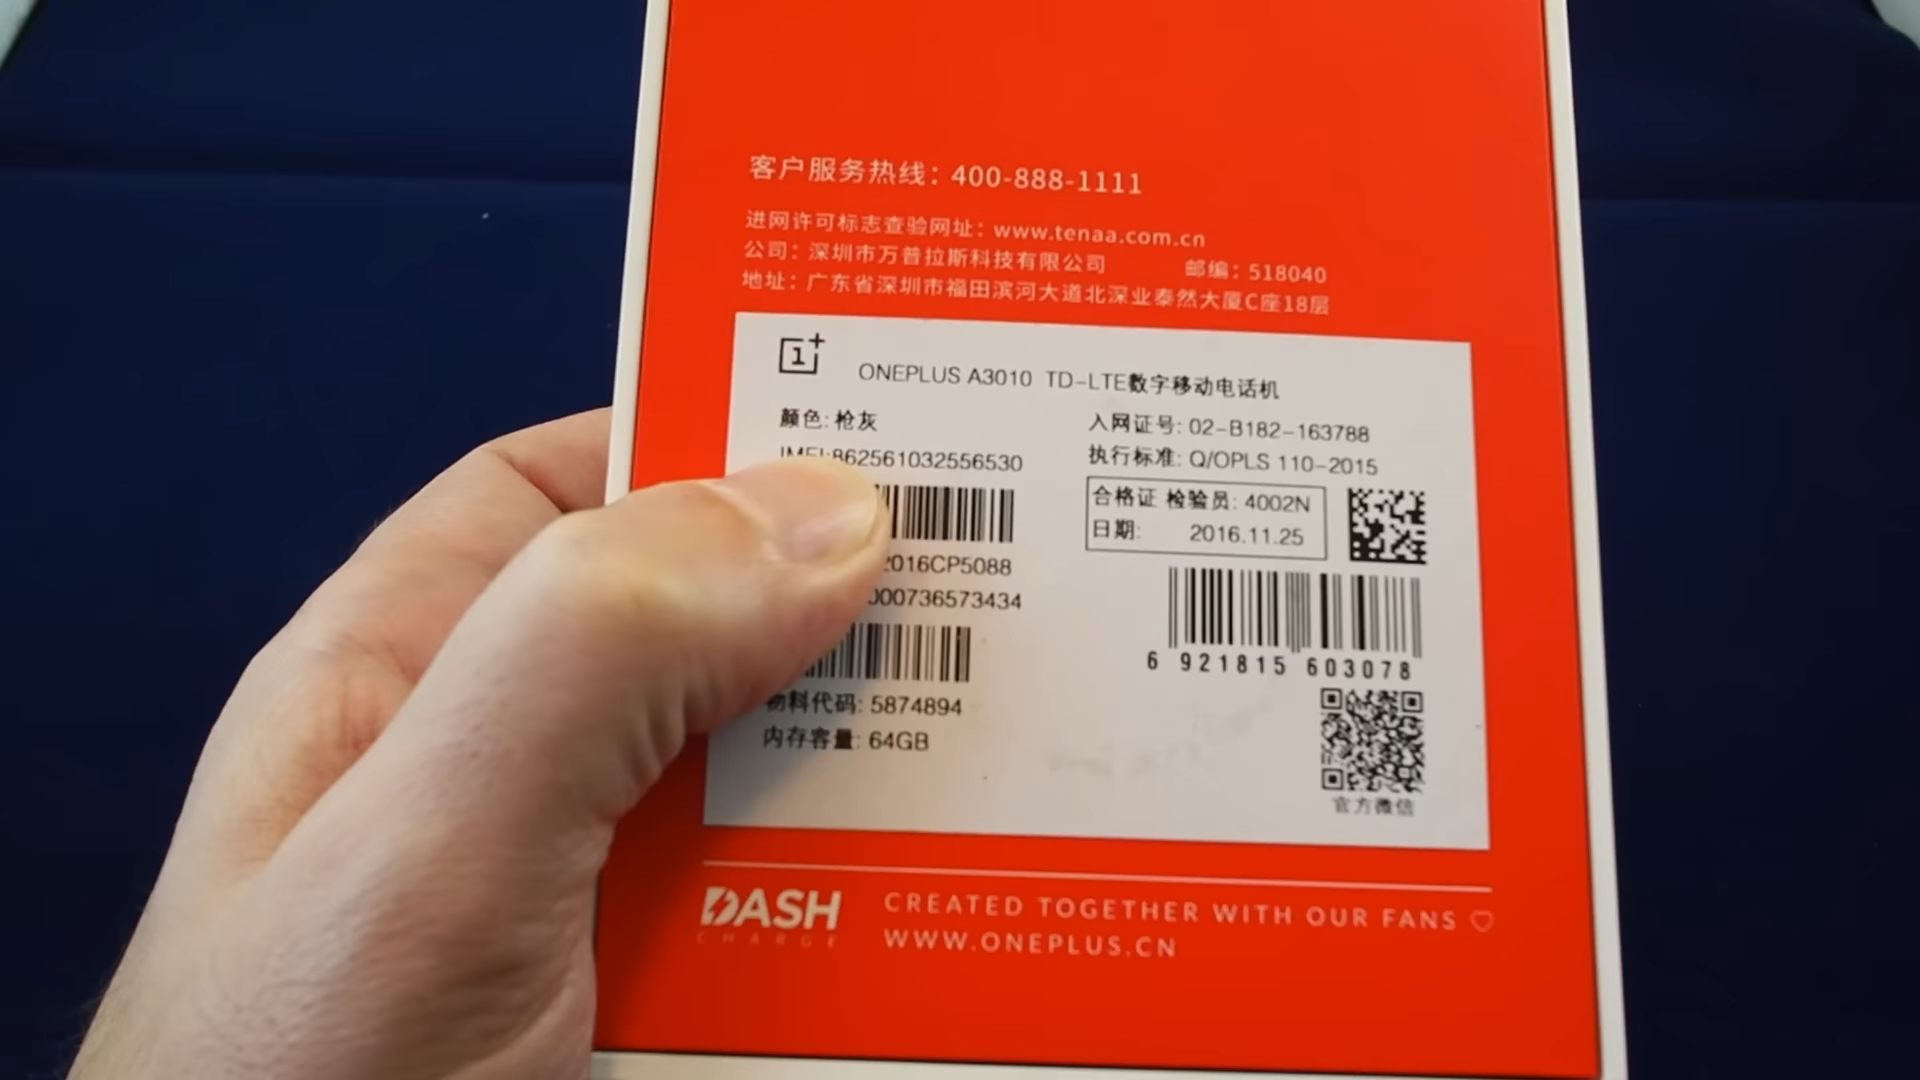 客户服务热线：400-888-1111
进网许可标志查验网址：www.tenaa.com.cn
公司：深圳市万普拉斯科技有限公司 邮编：518040
地址：广东省深圳市福田滨河大道北深业泰然大厦C座18层
1+
ONEPLUS A3010 TD-LTE数字移动电话机
颜色: 枪灰
入网证号: 02-B182-163788
IMEI:862561032556530
执行标准: Q/OPLS 110-2015
合格证 检验员: 4002N
日期: 2016.11.25
2016CP5088
000736573434
6 921815 603078
物料代码: 5874894
内存容量: 64GB
官方微信
DASH
CHARGE
CREATED TOGETHER WITH OUR FANS ♡
WWW.ONEPLUS.CN